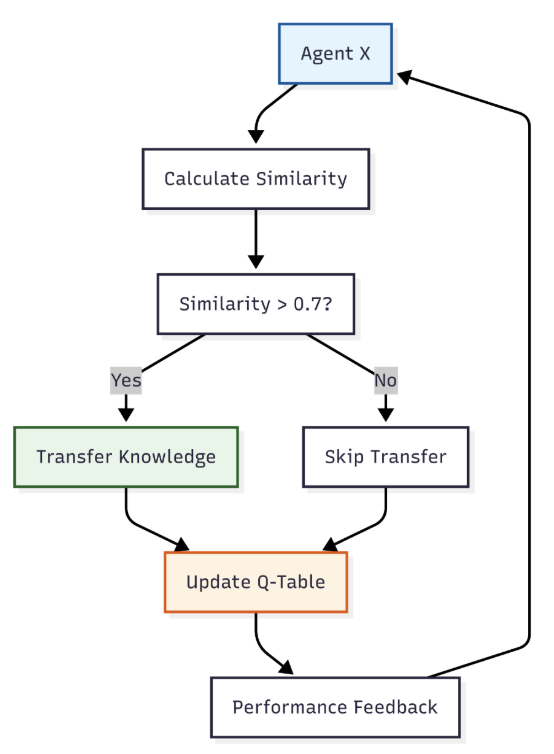 Agent X
Calculate Similarity
Similarity > 0.7?
Yes
No
Transfer Knowledge
Skip Transfer
Update Q-Table
Performance Feedback